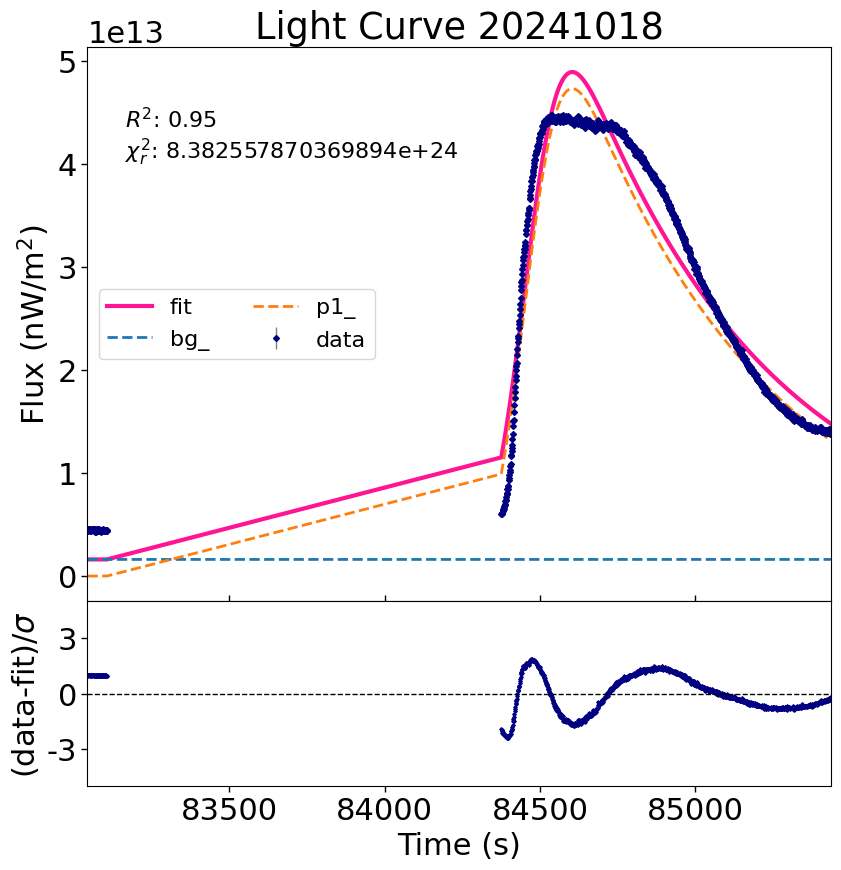 Light Curve 20241018
1e13
R²: 0.95
χ²ᵣ: 8.382557870369894e+24
fit
bg_
p1_
data
Flux (nW/m²)
5
4
3
2
1
0
(data-fit)/σ
3
0
-3
83500 84000 84500 85000
Time (s)